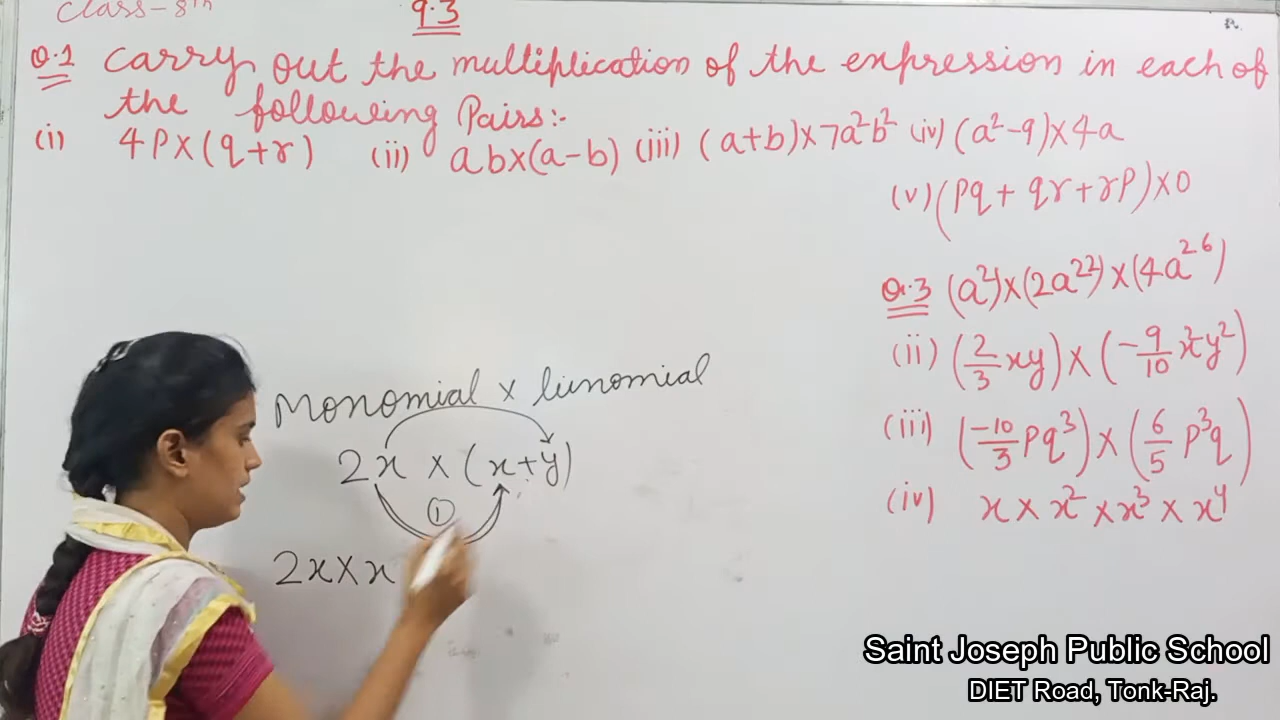 Class-8th
9.3
Q.1 Carry out the multiplication of the expression in each of
the following Pairs:-
(i) 4P×(q+r) (ii) ab×(a-b) (iii) (a+b)×7a²b² (iv) (a²-9)×4a
(v) (Pq + qr + rP)×0
Q.3 (a²)×(2a²²)×(4a²⁶)
(ii) (2/3 xy) × (-9/10 x²y²)
(iii) (-10/3 Pq³) × (6/5 P³q)
(iv) x × x² × x³ × x⁴
Monomial × binomial
2x × (x+y)
①
2x×x
Saint Joseph Public School
DIET Road, Tonk-Raj.